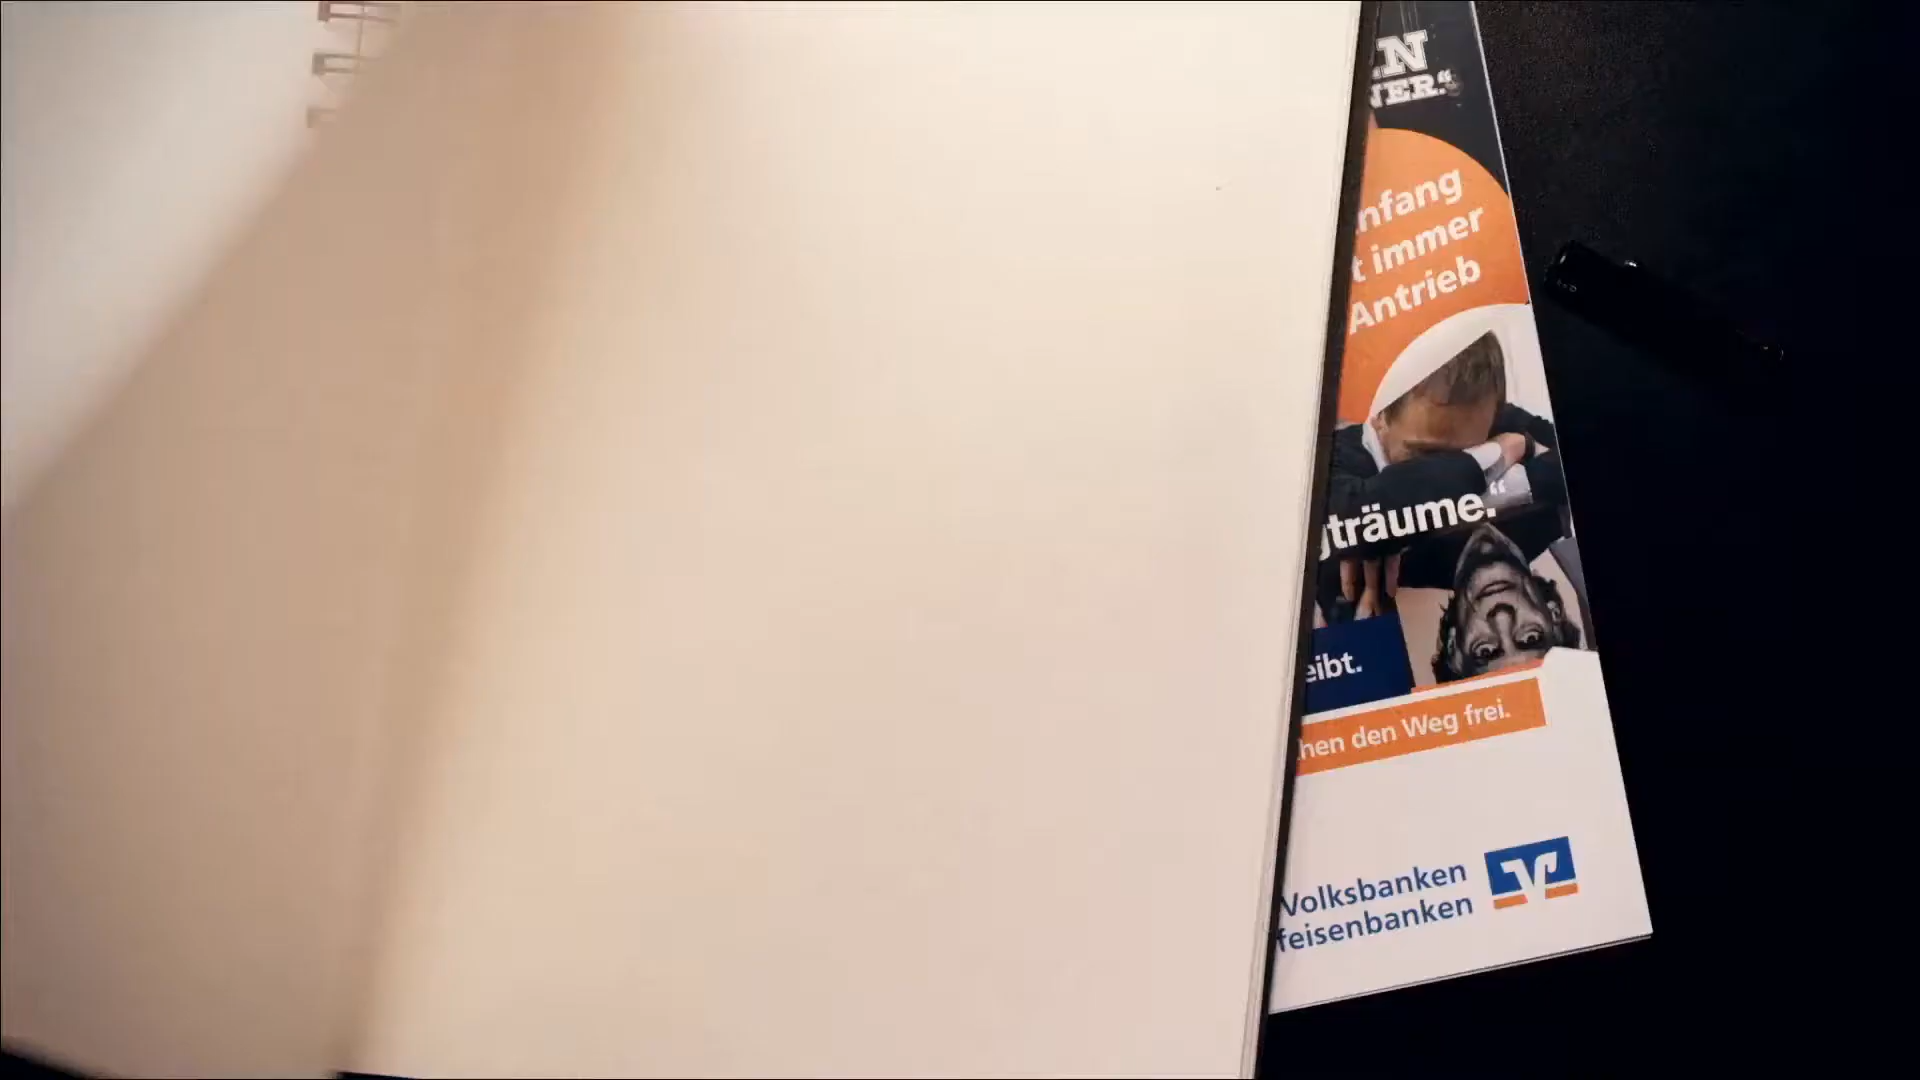 NER.“
nfang
t immer
Antrieb
gträume.“
eibt.
hen den Weg frei.
Volksbanken
feisenbanken